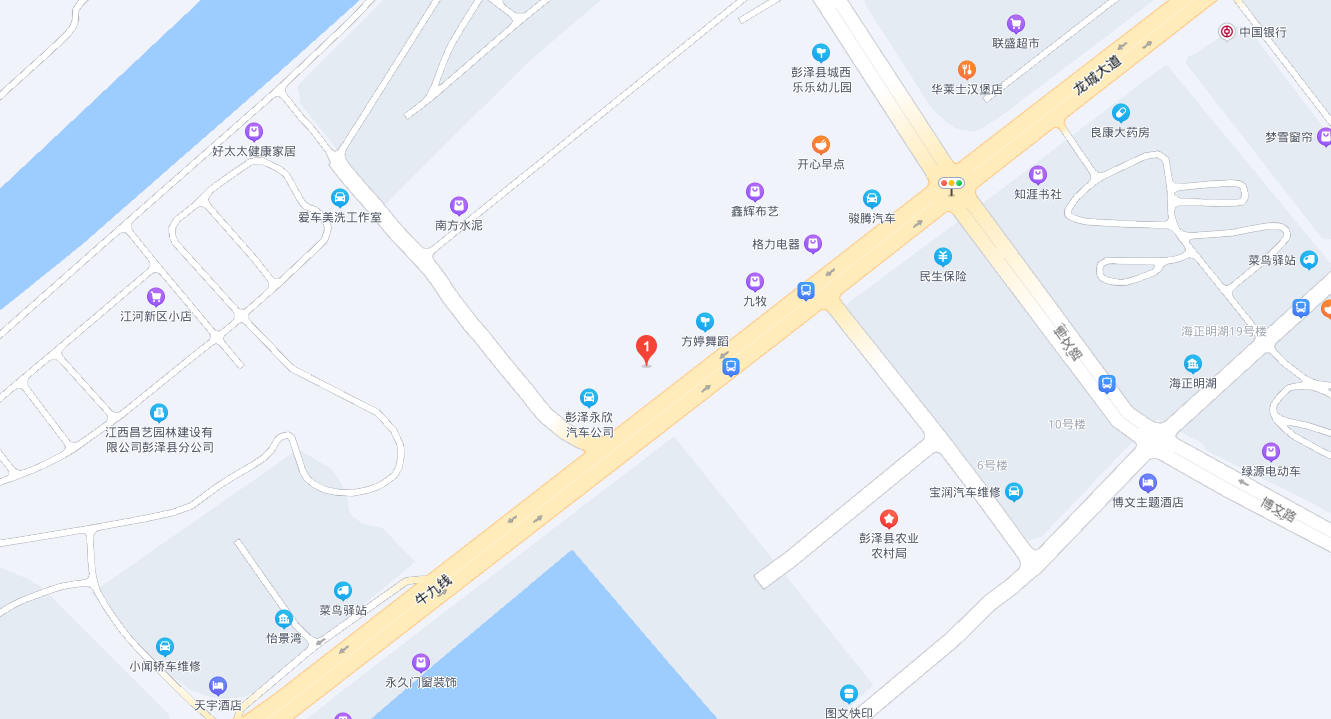 联盛超市
中国银行
彭泽县城西
乐乐幼儿园
华莱士汉堡店
龙城大道
好太太健康家居
良康大药房
梦雪窗帘
开心早点
爱车美洗工作室
南方水泥
鑫辉布艺
骏腾汽车
知涯书社
格力电器
民生保险
菜鸟驿站
九牧
江河新区小店
方婷舞蹈
博文路
海正明湖19号楼
1
海正明湖
彭泽永欣
汽车公司
10号楼
江西昌艺园林建设有
限公司彭泽县分公司
6号楼
绿源电动车
宝润汽车维修
博文主题酒店
博文路
彭泽县农业
农村局
牛九线
菜鸟驿站
怡景湾
小闻轿车维修
永久门窗装饰
天宇酒店
图文快印